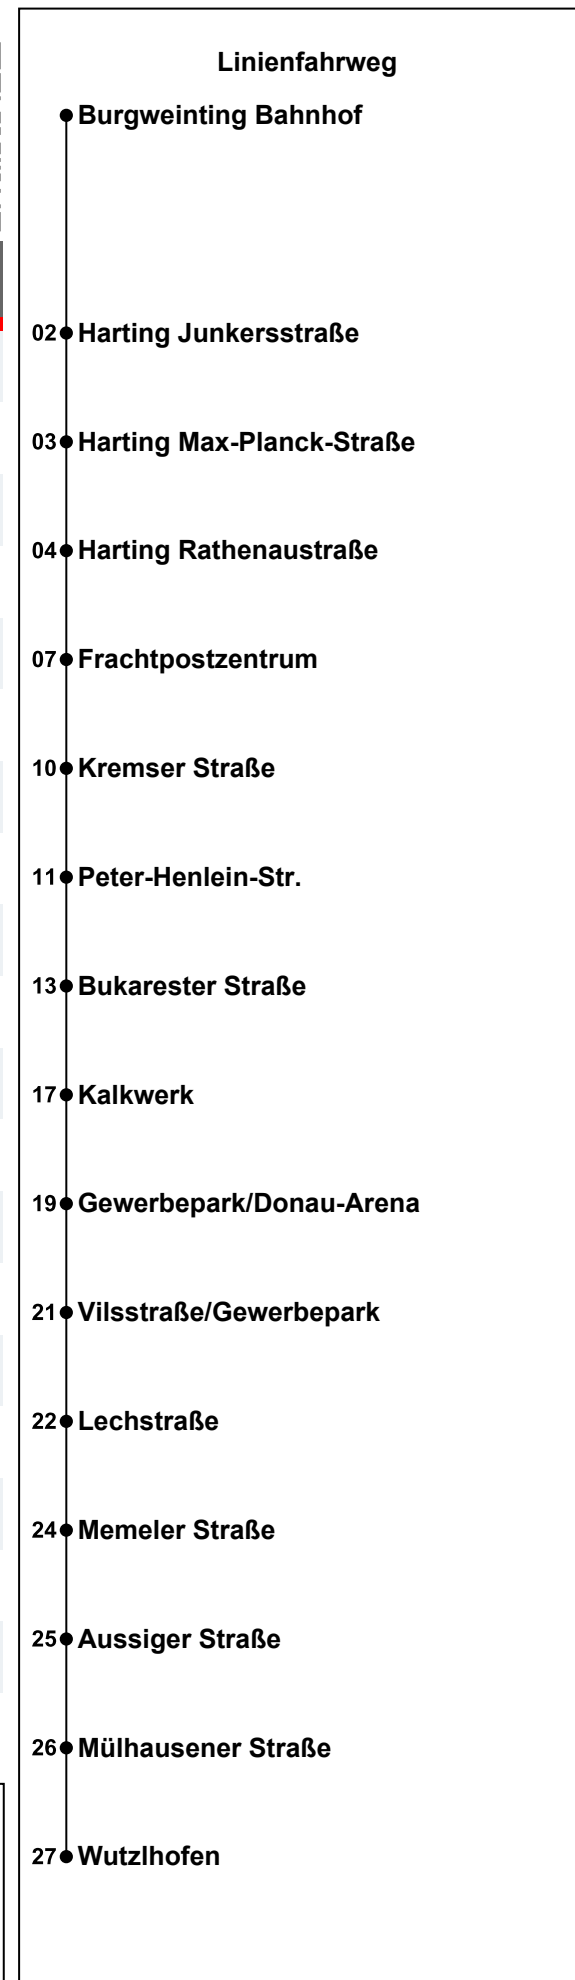 Linienfahrweg
Burgweinting Bahnhof
02 Harting Junkersstraße
03 Harting Max-Planck-Straße
04 Harting Rathenaustraße
07 Frachtpostzentrum
10 Kremser Straße
11 Peter-Henlein-Str.
13 Bukarester Straße
17 Kalkwerk
19 Gewerbepark/Donau-Arena
21 Vilsstraße/Gewerbepark
22 Lechstraße
24 Memeler Straße
25 Aussiger Straße
26 Mülhausener Straße
27 Wutzlhofen